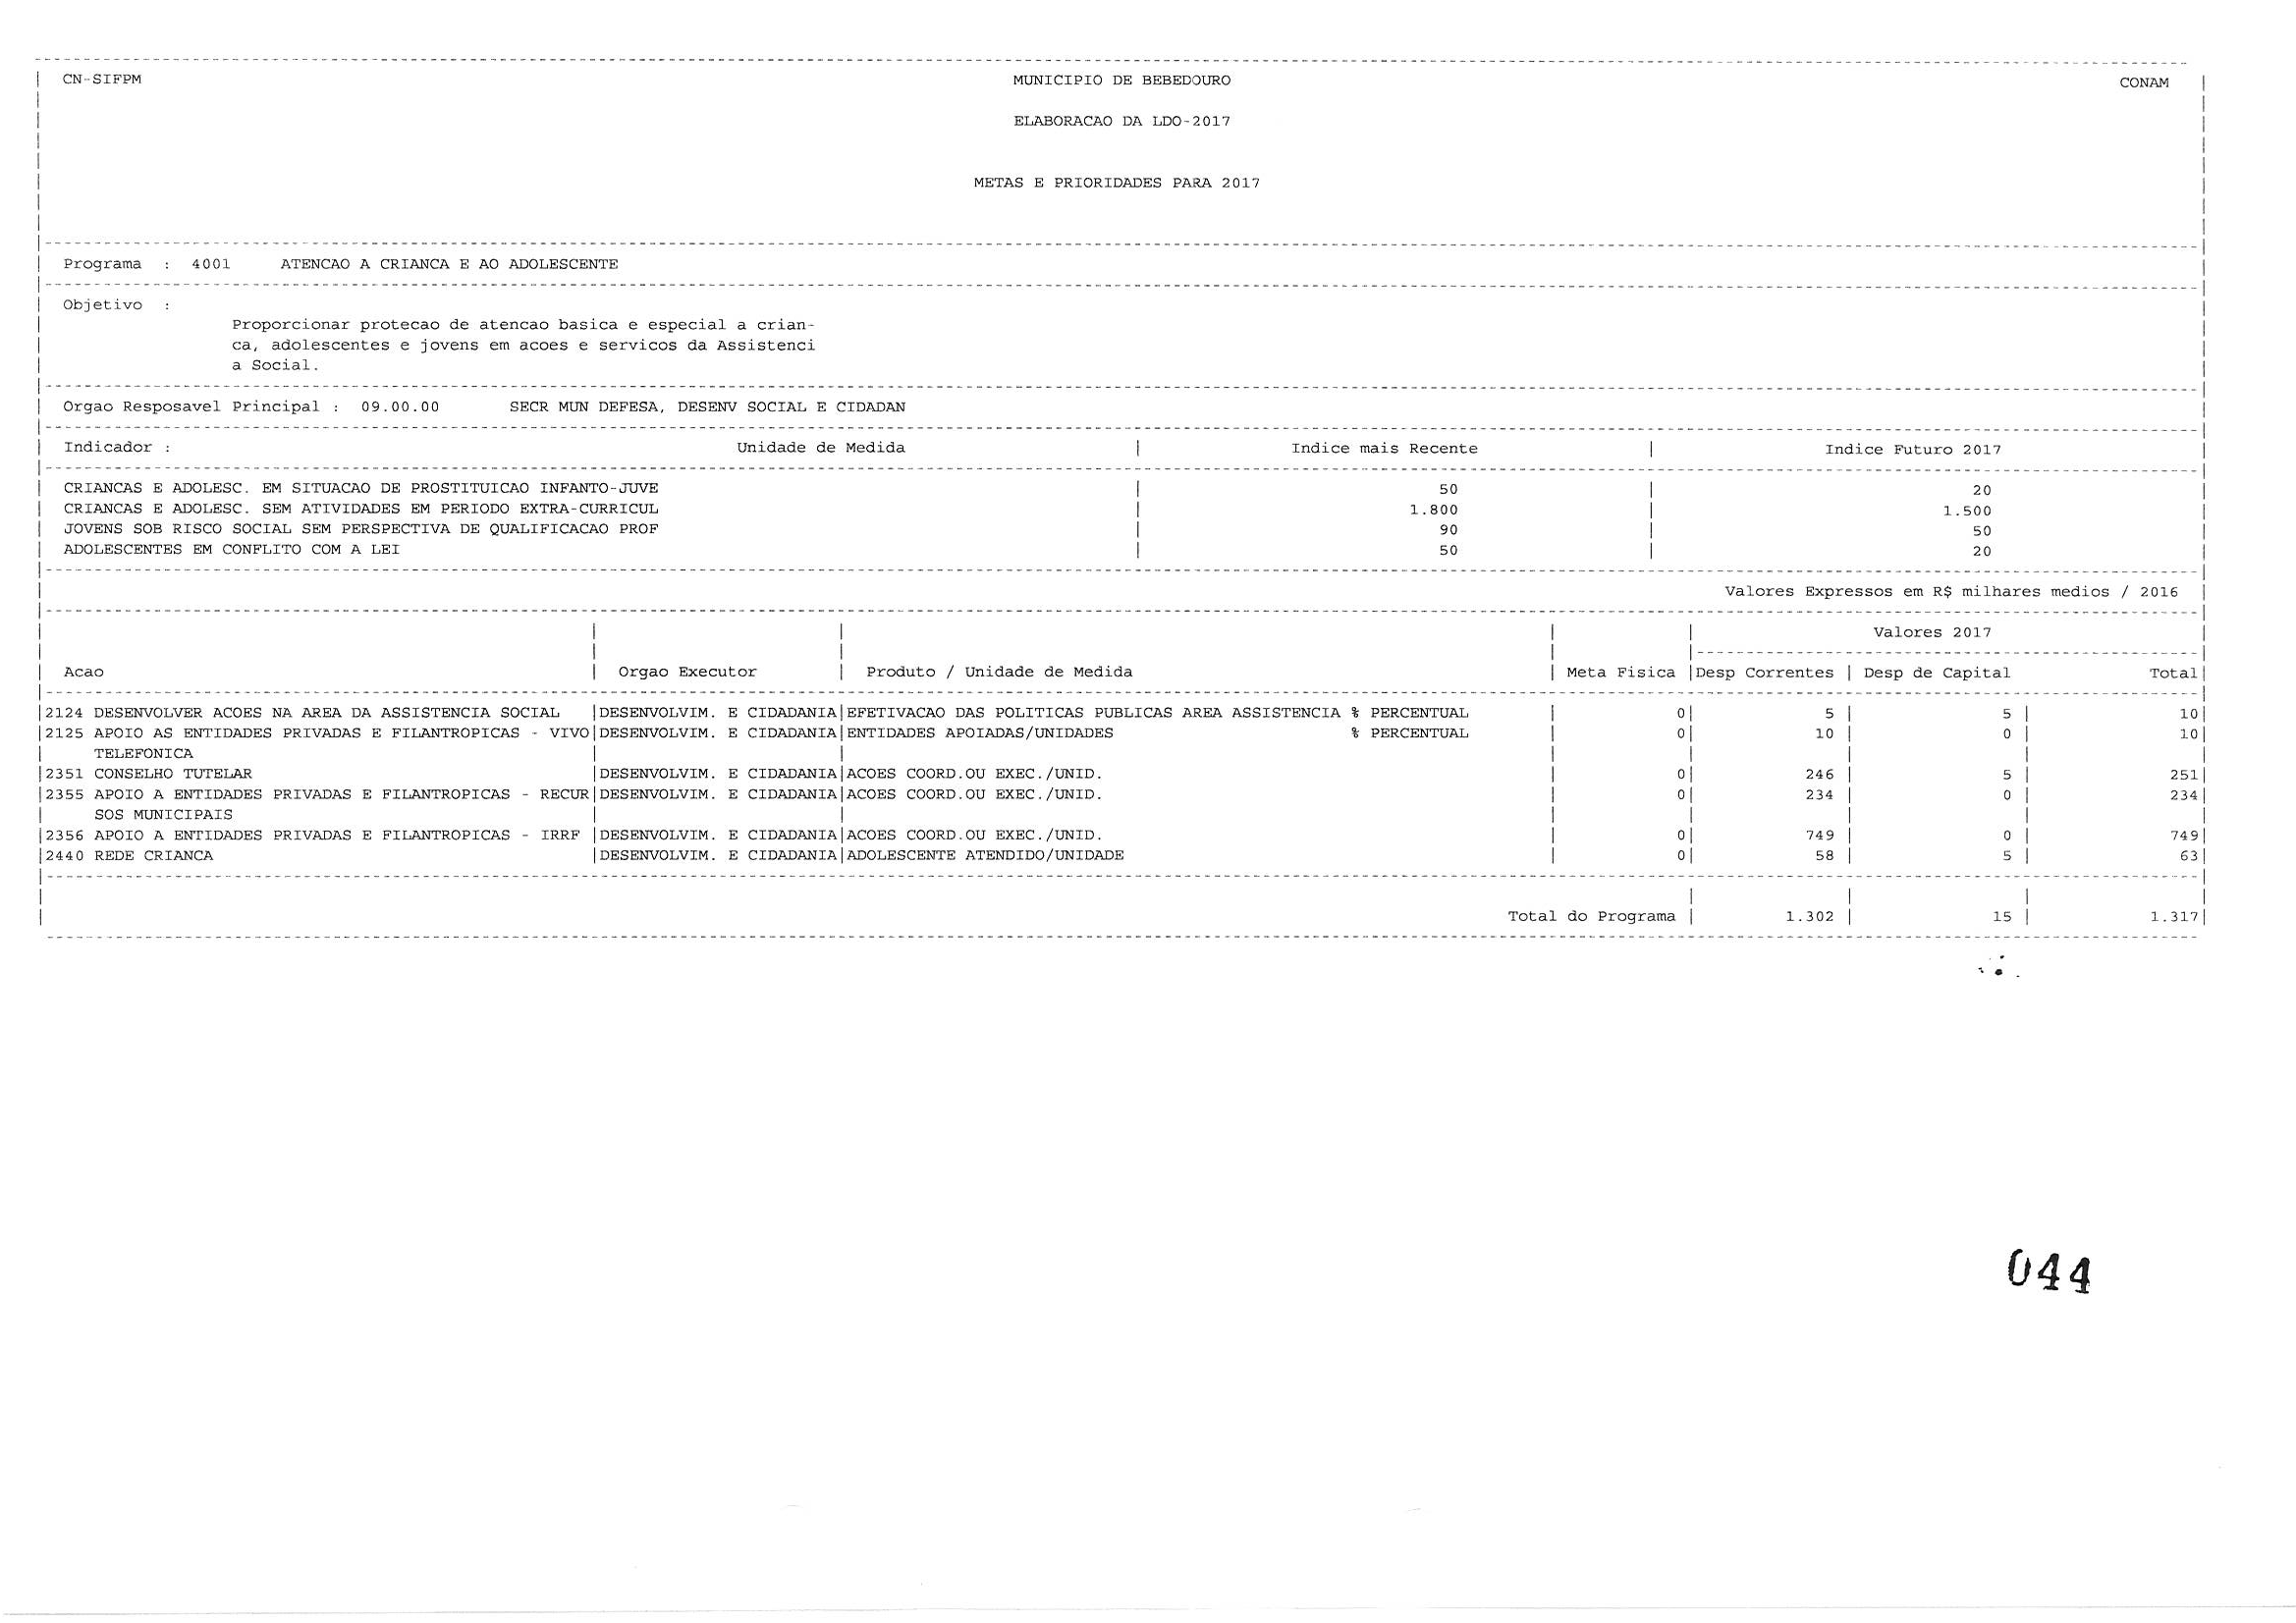 CN-SIFPM MUNICIPIO DE BEBEDOURO CONAM
ELABORACAO DA LDO-2017
METAS E PRIORIDADES PARA 2017
Programa : 4001 ATENCAO A CRIANCA E AO ADOLESCENTE
Objetivo :
Proporcionar protecao de atencao basica e especial a crian-
ca, adolescentes e jovens em acoes e servicos da Assistenci
a Social.
Orgao Resposavel Principal : 09.00.00 SECR MUN DEFESA, DESENV SOCIAL E CIDADAN
Indicador : Unidade de Medida | Indice mais Recente | Indice Futuro 2017
CRIANCAS E ADOLESC. EM SITUACAO DE PROSTITUICAO INFANTO-JUVE | 50 | 20
CRIANCAS E ADOLESC. SEM ATIVIDADES EM PERIODO EXTRA-CURRICUL | 1.800 | 1.500
JOVENS SOB RISCO SOCIAL SEM PERSPECTIVA DE QUALIFICACAO PROF | 90 | 50
ADOLESCENTES EM CONFLITO COM A LEI | 50 | 20
Valores Expressos em R$ milhares medios / 2016
Valores 2017
Acao | Orgao Executor | Produto / Unidade de Medida | Meta Fisica | Desp Correntes | Desp de Capital Total
2124 DESENVOLVER ACOES NA AREA DA ASSISTENCIA SOCIAL | DESENVOLVIM. E CIDADANIA | EFETIVACAO DAS POLITICAS PUBLICAS AREA ASSISTENCIA % PERCENTUAL | 0 | 5 | 5 | 10
2125 APOIO AS ENTIDADES PRIVADAS E FILANTROPICAS - VIVO | DESENVOLVIM. E CIDADANIA | ENTIDADES APOIADAS/UNIDADES % PERCENTUAL | 0 | 10 | 0 | 10
TELEFONICA
2351 CONSELHO TUTELAR | DESENVOLVIM. E CIDADANIA | ACOES COORD.OU EXEC./UNID. | 0 | 246 | 5 | 251
2355 APOIO A ENTIDADES PRIVADAS E FILANTROPICAS - RECUR | DESENVOLVIM. E CIDADANIA | ACOES COORD.OU EXEC./UNID. | 0 | 234 | 0 | 234
SOS MUNICIPAIS
2356 APOIO A ENTIDADES PRIVADAS E FILANTROPICAS - IRRF | DESENVOLVIM. E CIDADANIA | ACOES COORD.OU EXEC./UNID. | 0 | 749 | 0 | 749
2440 REDE CRIANCA | DESENVOLVIM. E CIDADANIA | ADOLESCENTE ATENDIDO/UNIDADE | 0 | 58 | 5 | 63
Total do Programa | 1.302 | 15 | 1.317
044